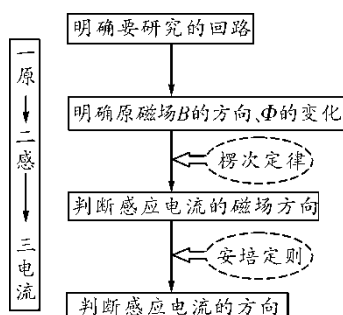 明确要研究的回路
一原
二感
三电流
明确原磁场B的方向、Φ的变化
楞次定律
判断感应电流的磁场方向
安培定则
判断感应电流的方向